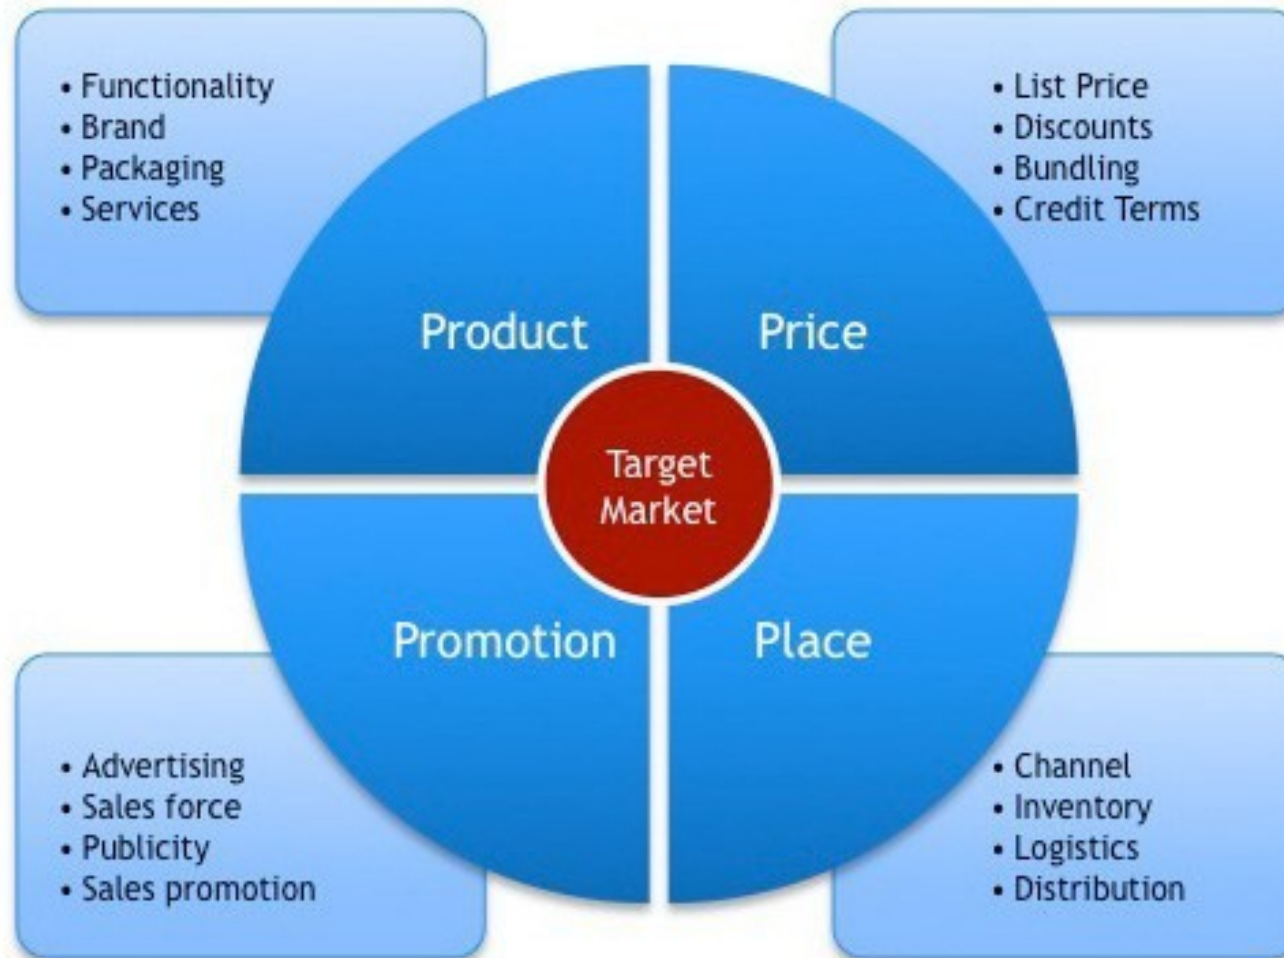 • Functionality
• Brand
• Packaging
• Services
• List Price
• Discounts
• Bundling
• Credit Terms
Product
Price
Target
Market
Promotion
Place
• Advertising
• Sales force
• Publicity
• Sales promotion
• Channel
• Inventory
• Logistics
• Distribution